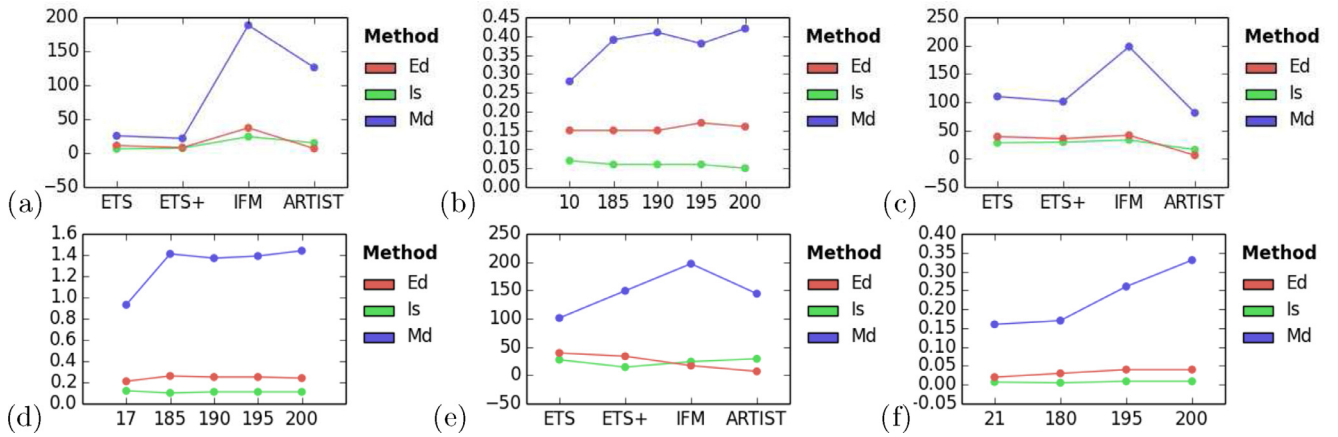 200
150
100
50
0
−50
ETS ETS+ IFM ARTIST
Method
Ed
Is
Md
(a)
0.45
0.40
0.35
0.30
0.25
0.20
0.15
0.10
0.05
0.00
10 185 190 195 200
Method
Ed
Is
Md
(b)
250
200
150
100
50
0
−50
ETS ETS+ IFM ARTIST
Method
Ed
Is
Md
(c)
1.6
1.4
1.2
1.0
0.8
0.6
0.4
0.2
0.0
17 185 190 195 200
Method
Ed
Is
Md
(d)
250
200
150
100
50
0
−50
ETS ETS+ IFM ARTIST
Method
Ed
Is
Md
(e)
0.40
0.35
0.30
0.25
0.20
0.15
0.10
0.05
0.00
-0.05
21 180 195 200
Method
Ed
Is
Md
(f)